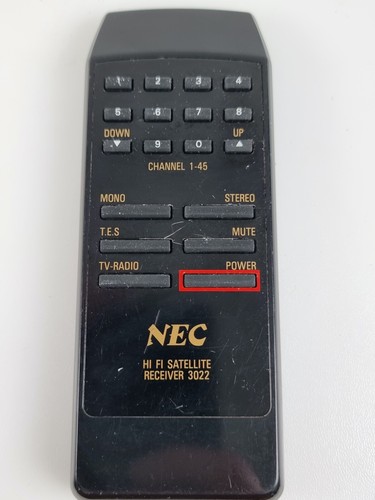 1 2 3 4
5 6 7 8
DOWN UP
▼ 9 0 ▲
CHANNEL 1-45
MONO STEREO
T.E.S MUTE
TV-RADIO POWER
NEC
HI FI SATELLITE
RECEIVER 3022